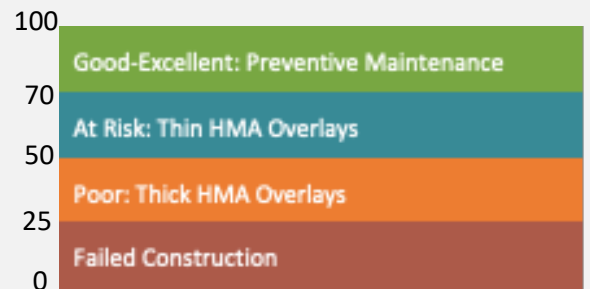 100
Good-Excellent: Preventive Maintenance
70
At Risk: Thin HMA Overlays
50
Poor: Thick HMA Overlays
25
Failed Construction
0